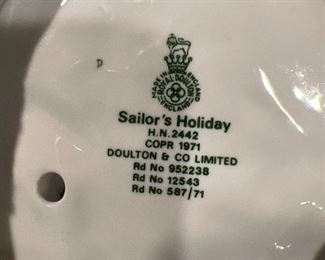 P
MADE IN ENGLAND
ROYAL DOULTON
ENGLAND
Sailor's Holiday
H.N.2442
COPR 1971
DOULTON & CO LIMITED
Rd No 952238
Rd No 12543
Rd No 587/71